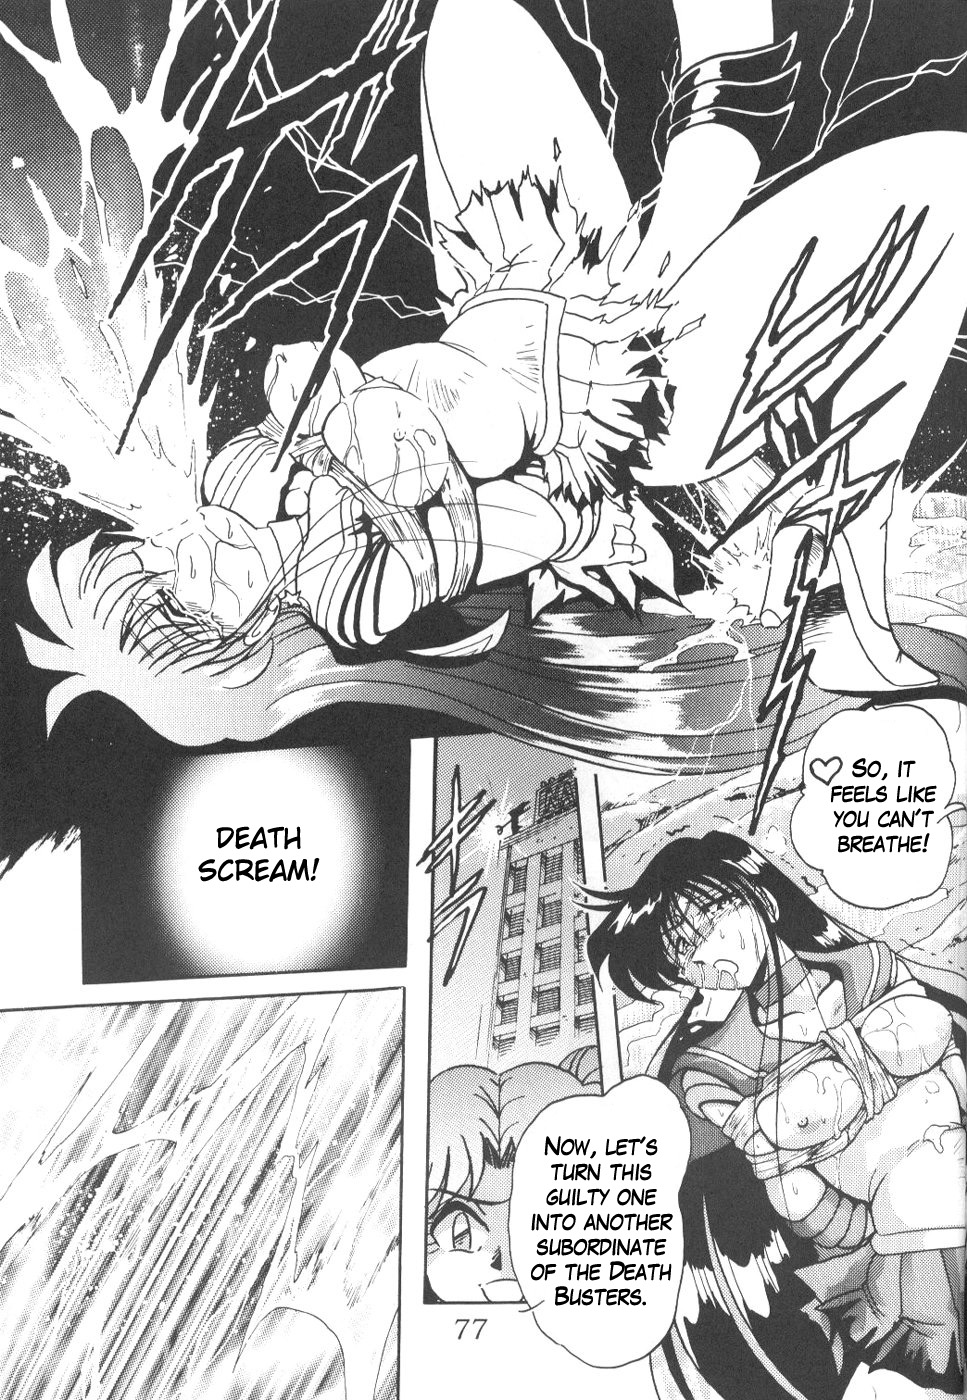 SO, IT
FEELS LIKE
YOU CAN'T
BREATHE!
NOW, LET'S
TURN THIS
GUILTY ONE
INTO ANOTHER
SUBORDINATE
OF THE DEATH
BUSTERS.
DEATH
SCREAM!
77